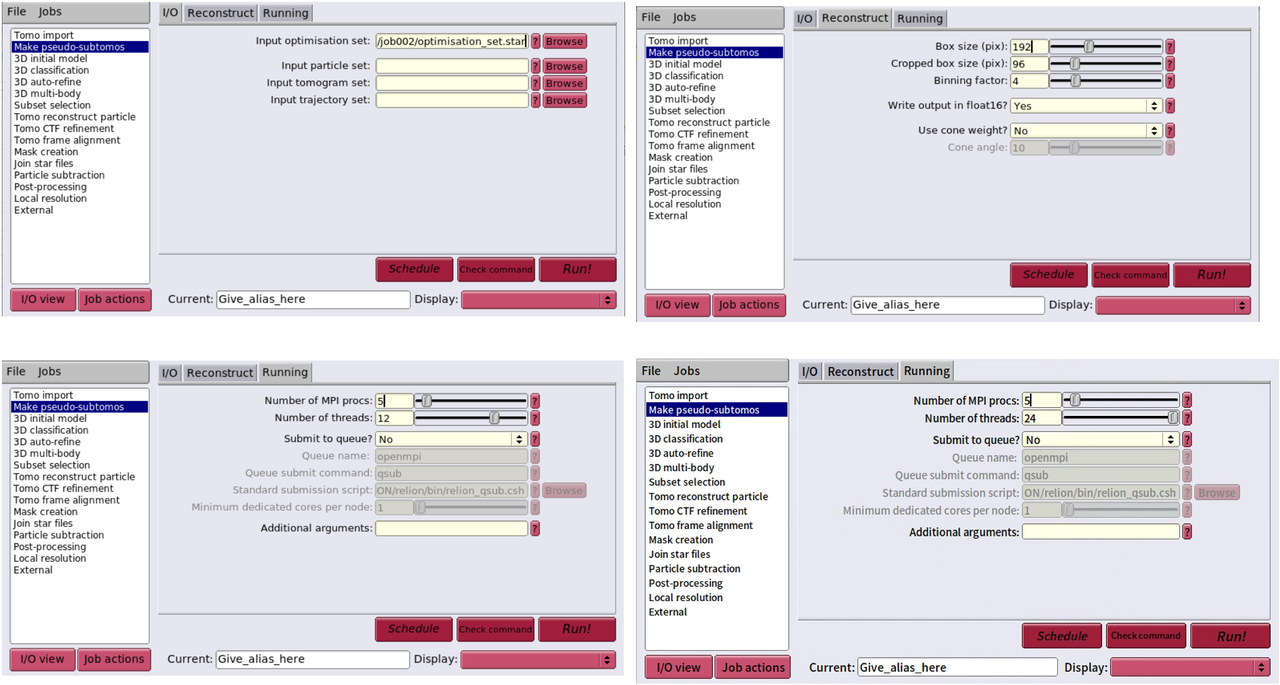 File Jobs
I/O Reconstruct Running
Tomo import
Make pseudo-subtomos
3D initial model
3D classification
3D auto-refine
3D multi-body
Subset selection
Tomo reconstruct particle
Tomo CTF refinement
Tomo frame alignment
Mask creation
Join star files
Particle subtraction
Post-processing
Local resolution
External
Input optimisation set: /job002/optimisation_set.star ? Browse
Input particle set: ? Browse
Input tomogram set: ? Browse
Input trajectory set: ? Browse
Schedule Check command Run!
I/O view Job actions Current: Give_alias_here Display:
File Jobs
I/O Reconstruct Running
Tomo import
Make pseudo-subtomos
3D initial model
3D classification
3D auto-refine
3D multi-body
Subset selection
Tomo reconstruct particle
Tomo CTF refinement
Tomo frame alignment
Mask creation
Join star files
Particle subtraction
Post-processing
Local resolution
External
Box size (pix): 192 ?
Cropped box size (pix): 96 ?
Binning factor: 4 ?
Write output in float16? Yes ?
Use cone weight? No ?
Cone angle: 10 ?
Schedule Check command Run!
I/O view Job actions Current: Give_alias_here Display:
File Jobs
I/O Reconstruct Running
Tomo import
Make pseudo-subtomos
3D initial model
3D classification
3D auto-refine
3D multi-body
Subset selection
Tomo reconstruct particle
Tomo CTF refinement
Tomo frame alignment
Mask creation
Join star files
Particle subtraction
Post-processing
Local resolution
External
Number of MPI procs: 5 ?
Number of threads: 12 ?
Submit to queue? No ?
Queue name: openmpi ?
Queue submit command: qsub ?
Standard submission script: ON/relion/bin/relion_qsub.csh ? Browse
Minimum dedicated cores per node: 1 ?
Additional arguments: ?
Schedule Check command Run!
I/O view Job actions Current: Give_alias_here Display:
File Jobs
I/O Reconstruct Running
Tomo import
Make pseudo-subtomos
3D initial model
3D classification
3D auto-refine
3D multi-body
Subset selection
Tomo reconstruct particle
Tomo CTF refinement
Tomo frame alignment
Mask creation
Join star files
Particle subtraction
Post-processing
Local resolution
External
Number of MPI procs: 5 ?
Number of threads: 24 ?
Submit to queue? No ?
Queue name: openmpi ?
Queue submit command: qsub ?
Standard submission script: ON/relion/bin/relion_qsub.csh ? Browse
Minimum dedicated cores per node: 1 ?
Additional arguments: ?
Schedule Check command Run!
I/O view Job actions Current: Give_alias_here Display: